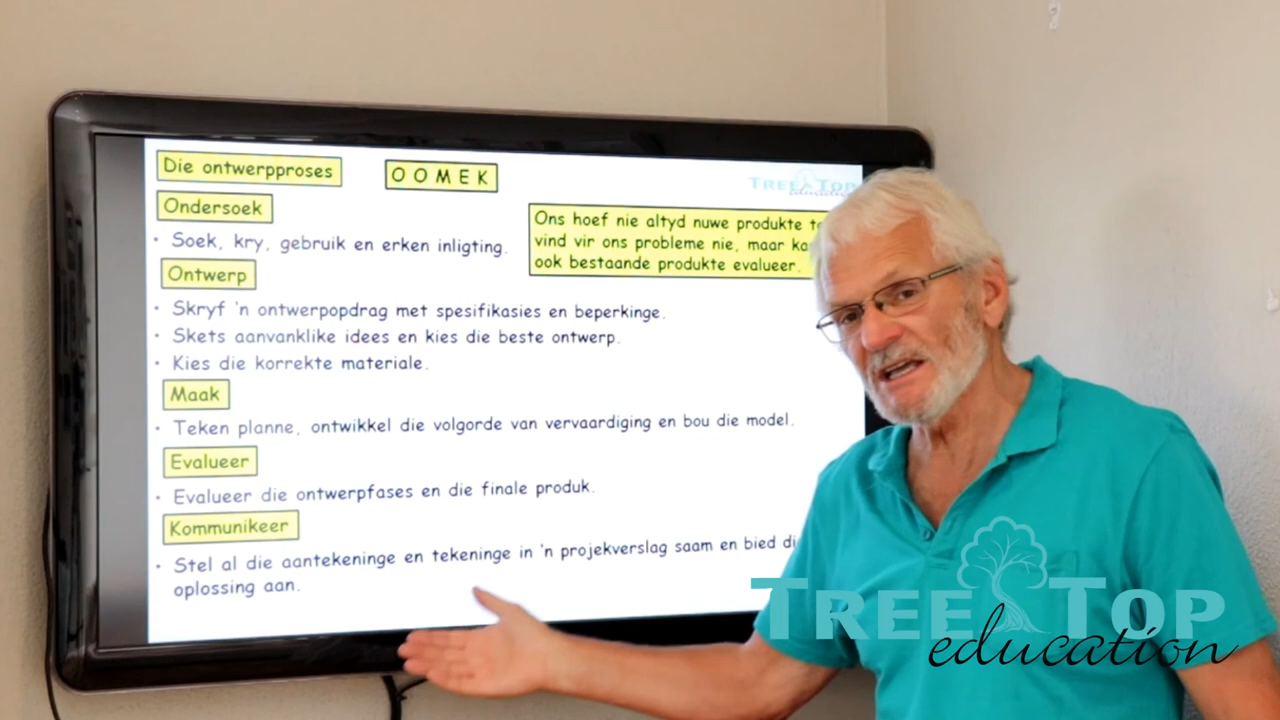 Die ontwerpproses
O O M E K
TREE TOP
education
Ondersoek
• Soek, kry, gebruik en erken inligting.
Ons hoef nie altyd nuwe produkte
vind vir ons probleme nie, maar
ook bestaande produkte evalueer.
Ontwerp
• Skryf 'n ontwerpopdrag met spesifikasies en beperkinge.
• Skets aanvanklike idees en kies die beste ontwerp.
• Kies die korrekte materiale.
Maak
• Teken planne, ontwikkel die volgorde van vervaardiging en bou die model.
Evalueer
• Evalueer die ontwerpfases en die finale produk.
Kommunikeer
• Stel al die aantekeninge en tekeninge in 'n projekverslag saam en bied
oplossing aan.
TREE TOP
education